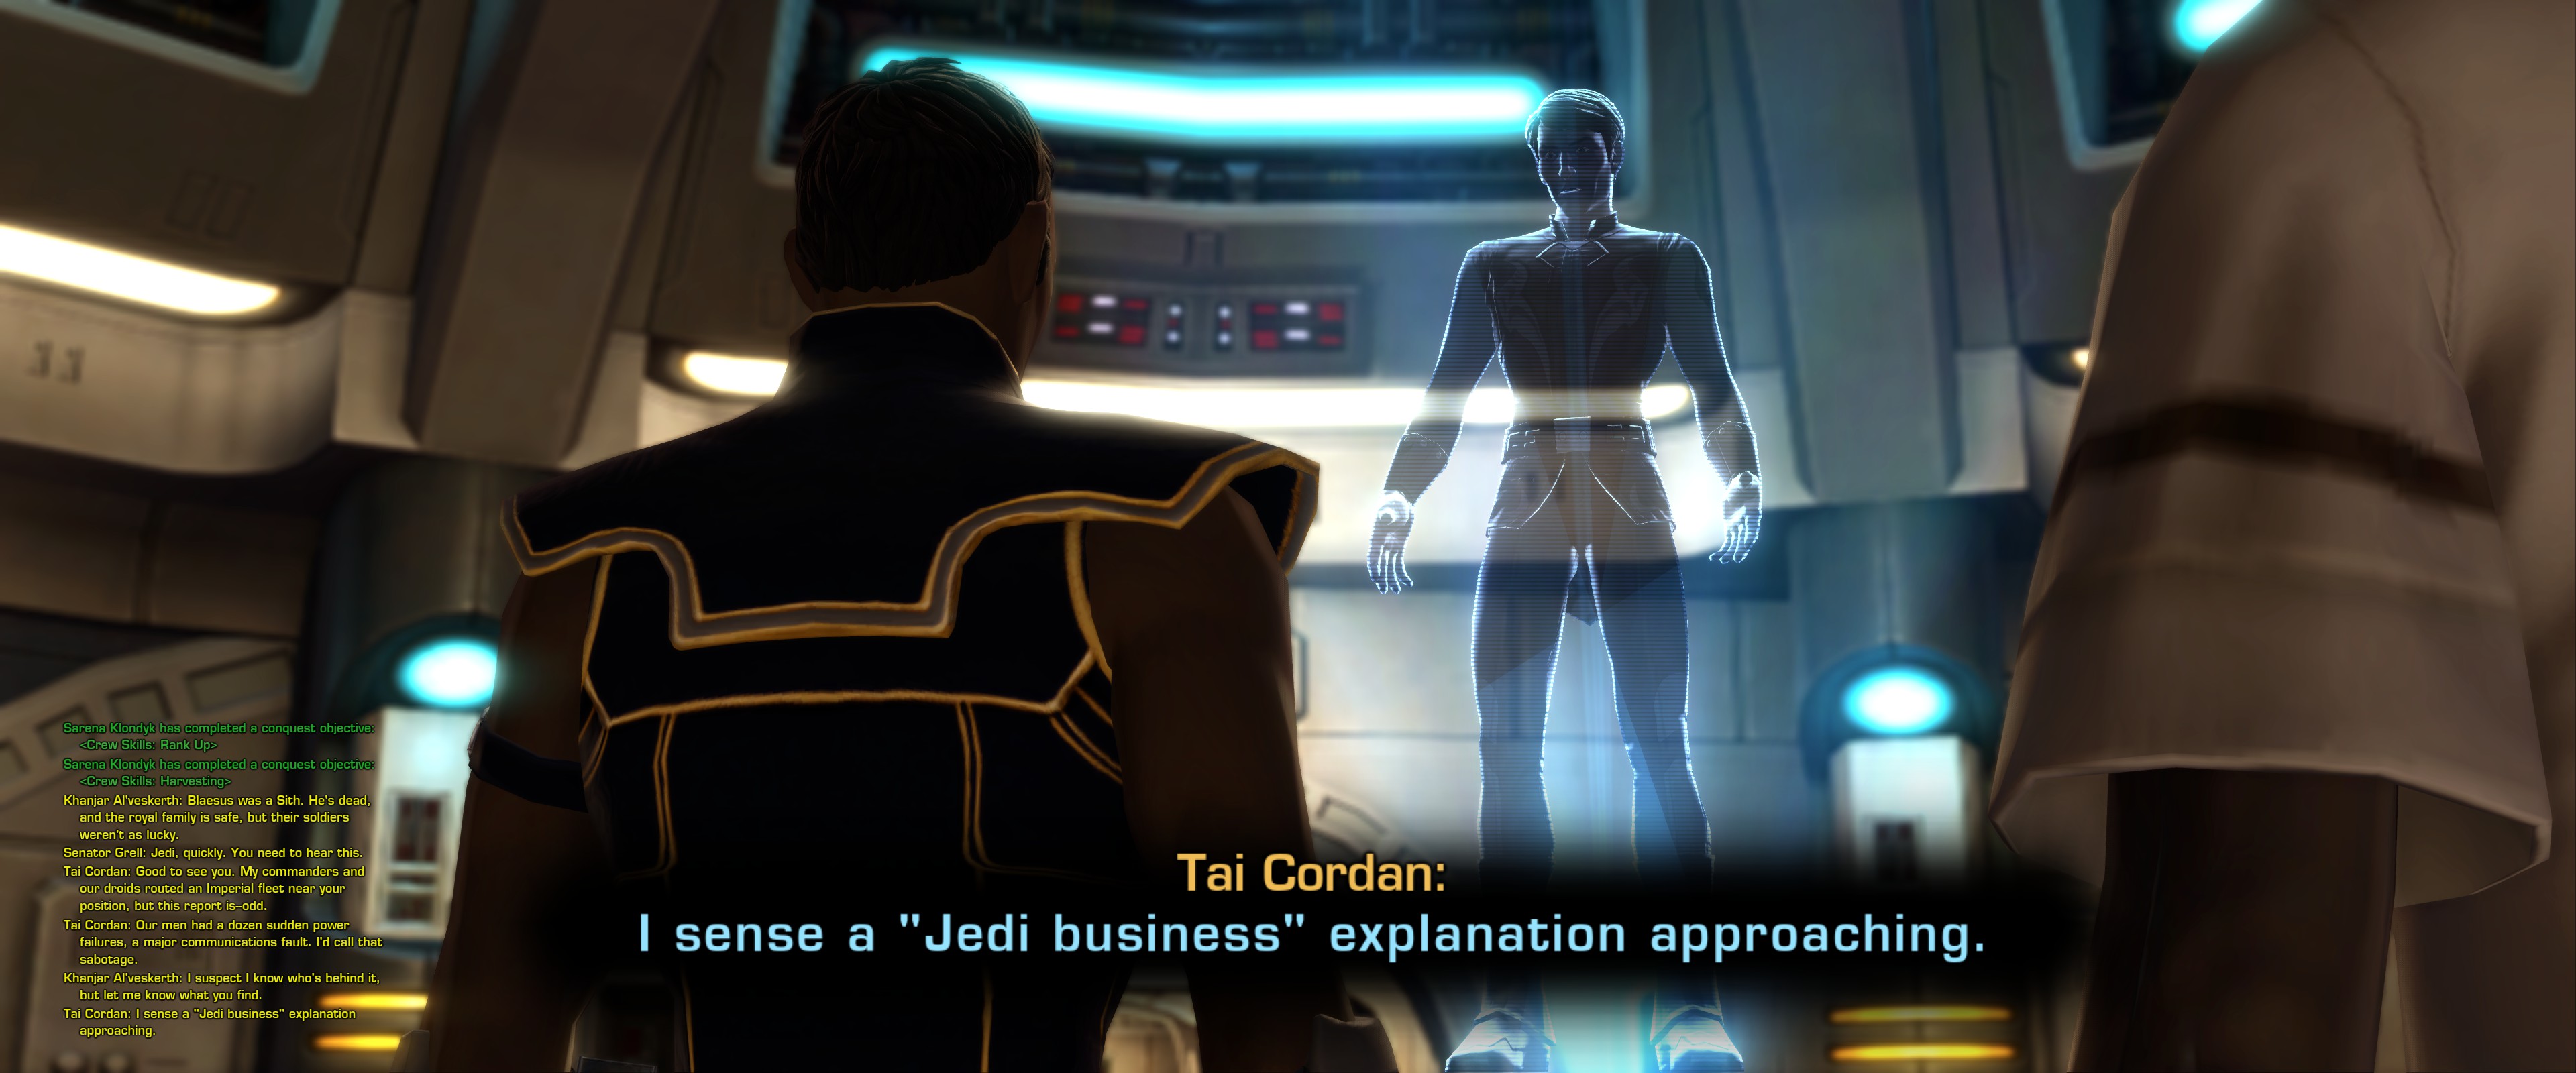 Sarena Klondyk has completed a conquest objective:
<Crew Skills: Rank Up>
Sarena Klondyk has completed a conquest objective:
<Crew Skills: Harvesting>
Khanjar Al'veskerth: Blaesus was a Sith. He's dead,
and the royal family is safe, but their soldiers
weren't as lucky.
Senator Grell: Jedi, quickly. You need to hear this.
Tai Cordan: Good to see you. My commanders and
our droids routed an Imperial fleet near your
position, but this report is–odd.
Tai Cordan: Our men had a dozen sudden power
failures, a major communications fault. I'd call that
sabotage.
Khanjar Al'veskerth: I suspect I know who's behind it,
but let me know what you find.
Tai Cordan: I sense a "Jedi business" explanation
approaching.
Tai Cordan:
I sense a "Jedi business" explanation approaching.